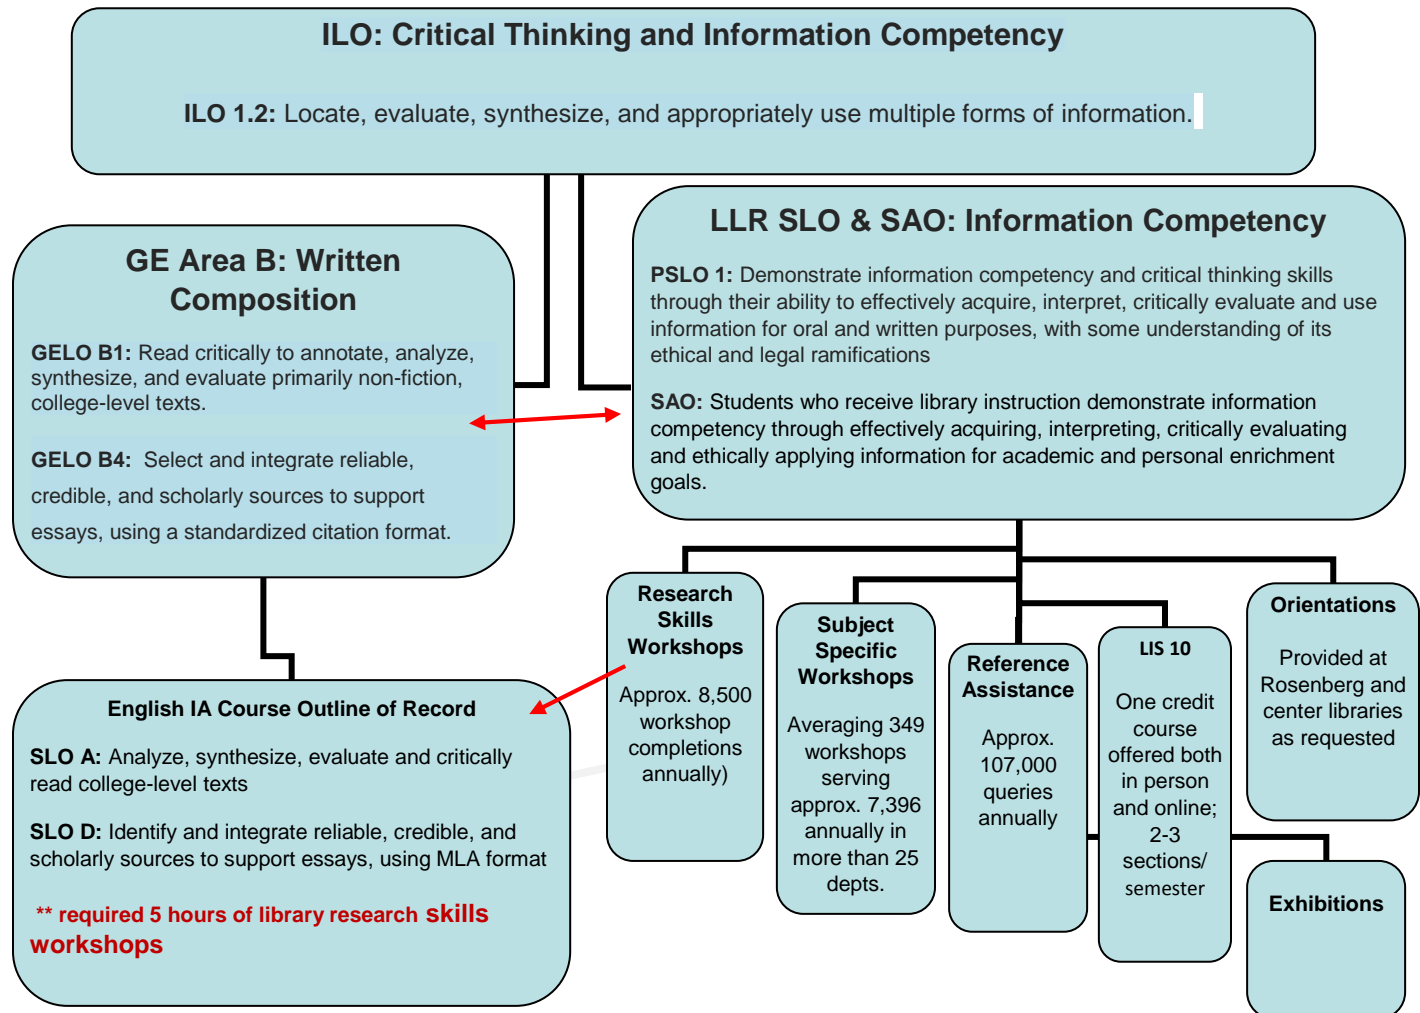 ILO: Critical Thinking and Information Competency
ILO 1.2: Locate, evaluate, synthesize, and appropriately use multiple forms of information.
GE Area B: Written
Composition
GELO B1: Read critically to annotate, analyze,
synthesize, and evaluate primarily non-fiction,
college-level texts.
GELO B4: Select and integrate reliable,
credible, and scholarly sources to support
essays, using a standardized citation format.
LLR SLO & SAO: Information Competency
PSLO 1: Demonstrate information competency and critical thinking skills
through their ability to effectively acquire, interpret, critically evaluate and use
information for oral and written purposes, with some understanding of its
ethical and legal ramifications
SAO: Students who receive library instruction demonstrate information
competency through effectively acquiring, interpreting, critically evaluating
and ethically applying information for academic and personal enrichment
goals.
English IA Course Outline of Record
SLO A: Analyze, synthesize, evaluate and critically
read college-level texts
SLO D: Identify and integrate reliable, credible, and
scholarly sources to support essays, using MLA format
** required 5 hours of library research skills
workshops
Research
Skills
Workshops
Approx. 8,500
workshop
completions
annually)
Subject
Specific
Workshops
Averaging 349
workshops
serving
approx. 7,396
annually in
more than 25
depts.
Reference
Assistance
Approx.
107,000
queries
annually
LIS 10
One credit
course
offered both
in person
and online;
2-3
sections/
semester
Orientations
Provided at
Rosenberg and
center libraries
as requested
Exhibitions